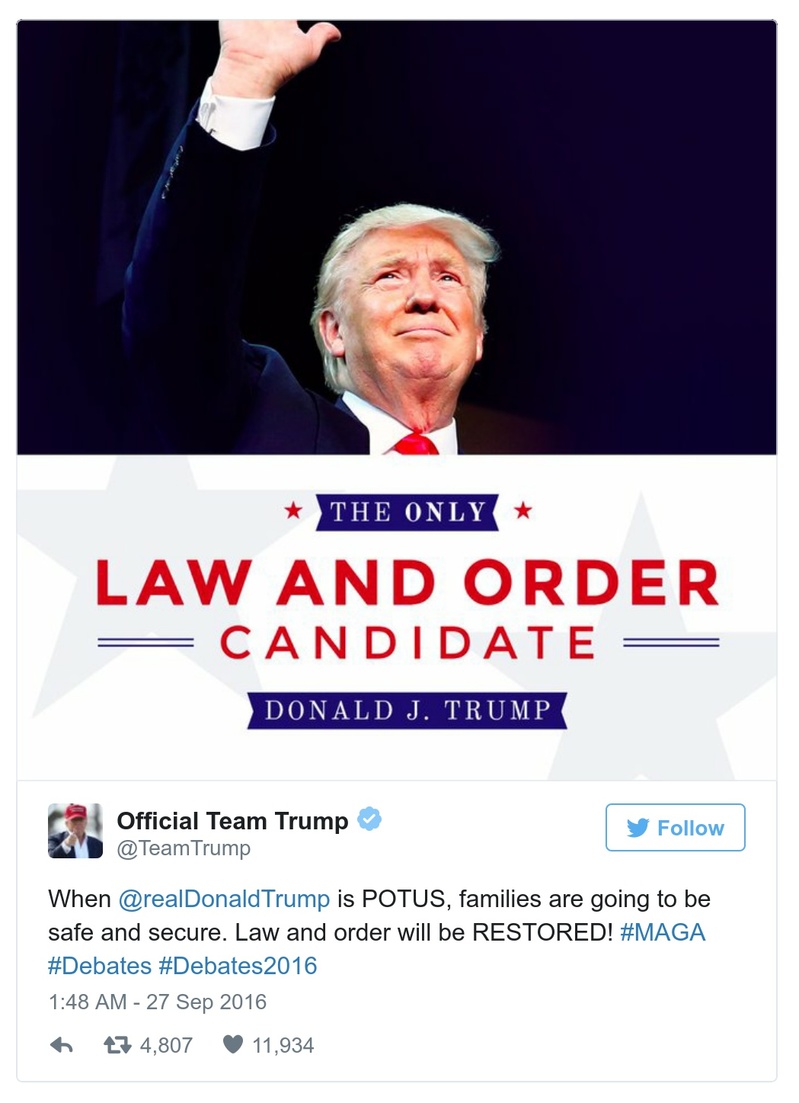 THE ONLY
LAW AND ORDER
CANDIDATE
DONALD J. TRUMP
Official Team Trump
@TeamTrump
Follow
When @realDonaldTrump is POTUS, families are going to be
safe and secure. Law and order will be RESTORED! #MAGA
#Debates #Debates2016
1:48 AM - 27 Sep 2016
4,807 11,934